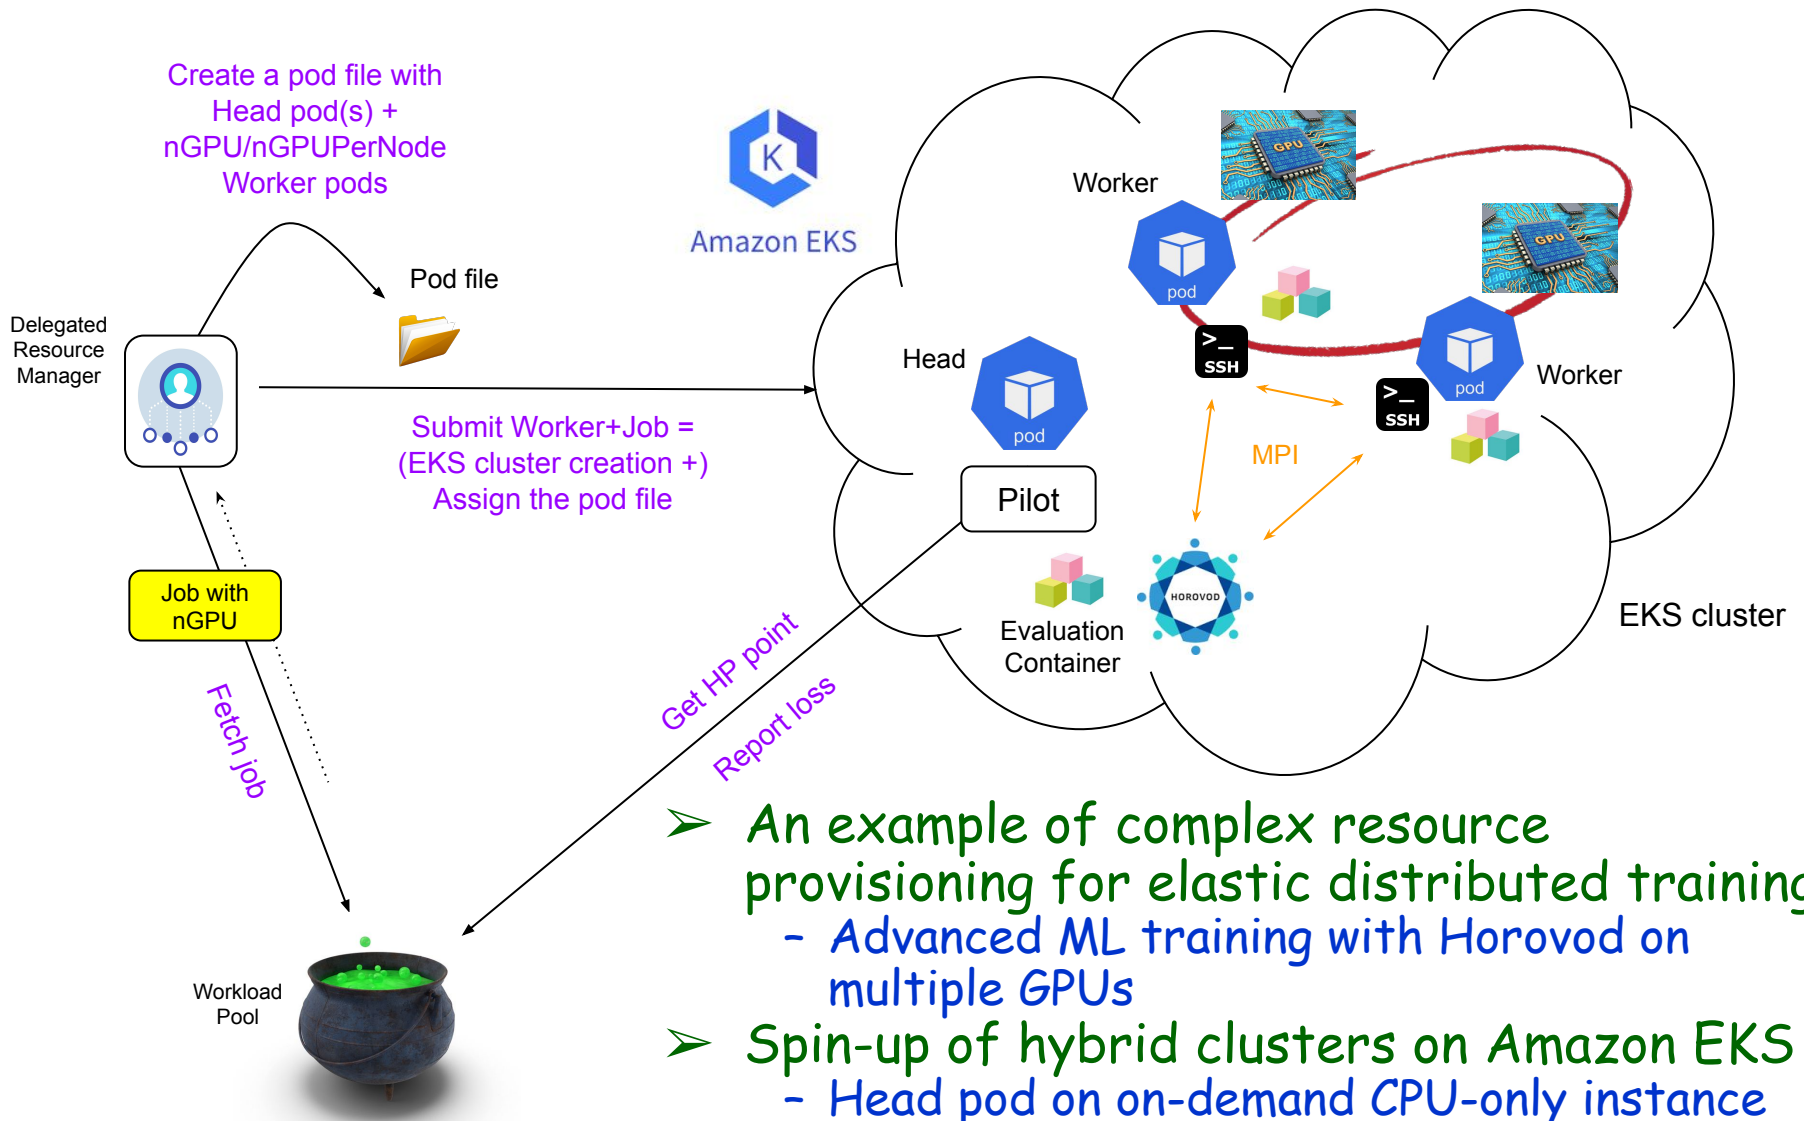 Create a pod file with
Head pod(s) +
nGPU/nGPUPerNode
Worker pods
K
Amazon EKS
Pod file
Delegated
Resource
Manager
Submit Worker+Job =
(EKS cluster creation +)
Assign the pod file
Job with
nGPU
Fetch job
Workload
Pool
Get HP point
Report loss
Worker
GPU
pod
GPU
>_
SSH
Head
pod
Pilot
Evaluation
Container
HOROVOD
MPI
>_
SSH
pod
Worker
EKS cluster
➢ An example of complex resource
provisioning for elastic distributed training
– Advanced ML training with Horovod on
multiple GPUs
➢ Spin-up of hybrid clusters on Amazon EKS
– Head pod on on-demand CPU-only instance